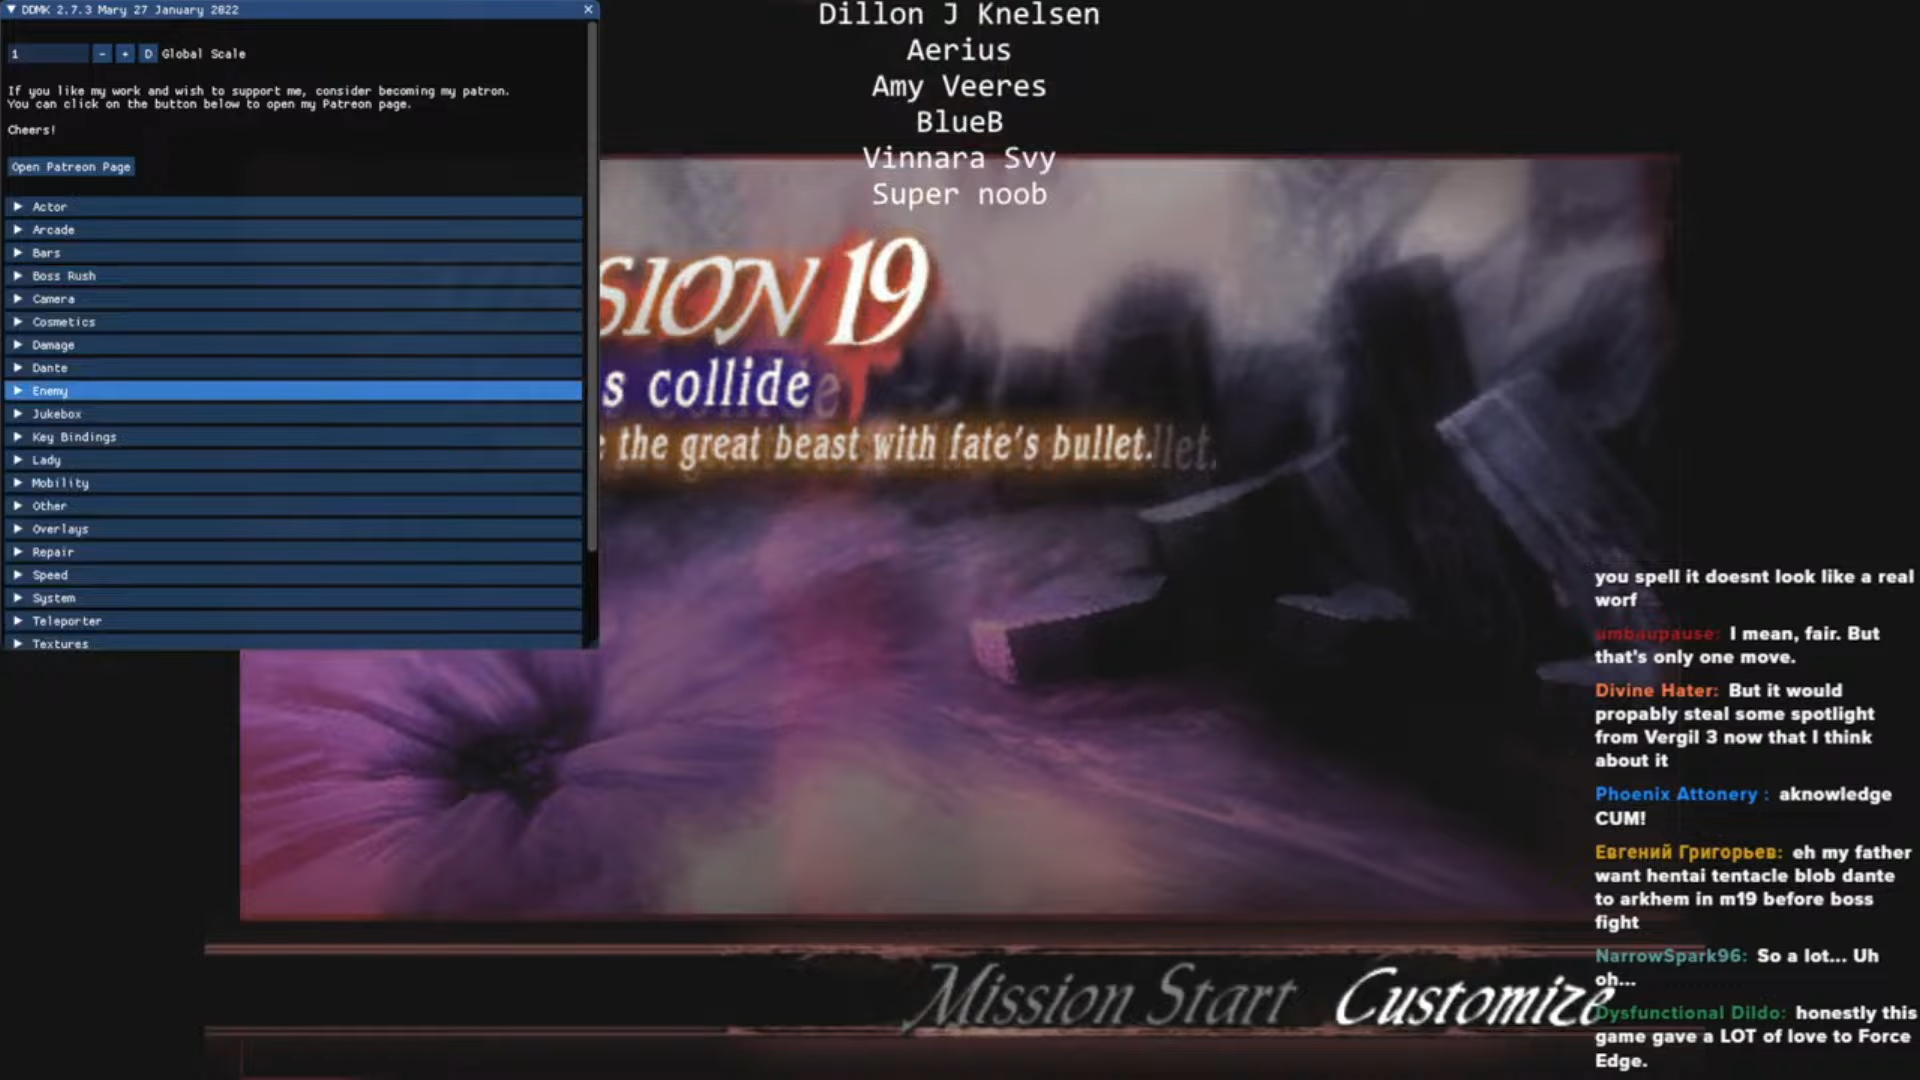 DDMK 2.7.3 Mary 27 January 2022
1 - + D Global Scale
If you like my work and wish to support me, consider becoming my patron.
You can click on the button below to open my Patreon page.
Cheers!
Open Patreon Page
Actor
Arcade
Bars
Boss Rush
Camera
Cosmetics
Damage
Dante
Enemy
Jukebox
Key Bindings
Lady
Mobility
Other
Overlays
Repair
Speed
System
Teleporter
Textures
Dillon J Knelsen
Aerius
Amy Veeres
BlueB
Vinnara Svy
Super noob
SION 19
s collide
the great beast with fate's bullet.
Mission Start Customize
you spell it doesnt look like a real
worf
umbaupause: I mean, fair. But
that's only one move.
Divine Hater: But it would
propably steal some spotlight
from Vergil 3 now that I think
about it
Phoenix Attonery : aknowledge
CUM!
Евгений Григорьев: eh my father
want hentai tentacle blob dante
to arkhem in m19 before boss
fight
NarrowSpark96: So a lot... Uh
oh...
Dysfunctional Dildo: honestly this
game gave a LOT of love to Force
Edge.